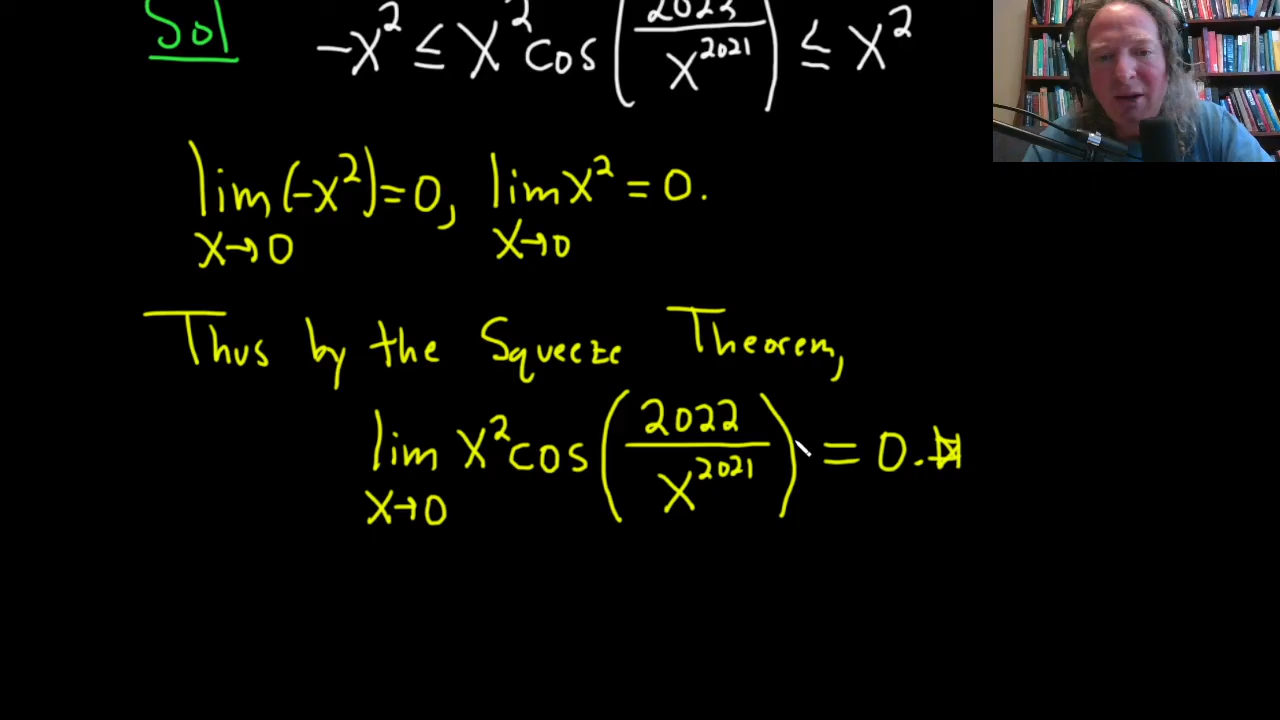 Sol
-x² ≤ x² cos(2023/x²⁰²¹) ≤ x²
lim (-x²) = 0, lim x² = 0.
x→0 x→0
Thus by the Squeeze Theorem,
lim x² cos(2022/x²⁰²¹) = 0.
x→0